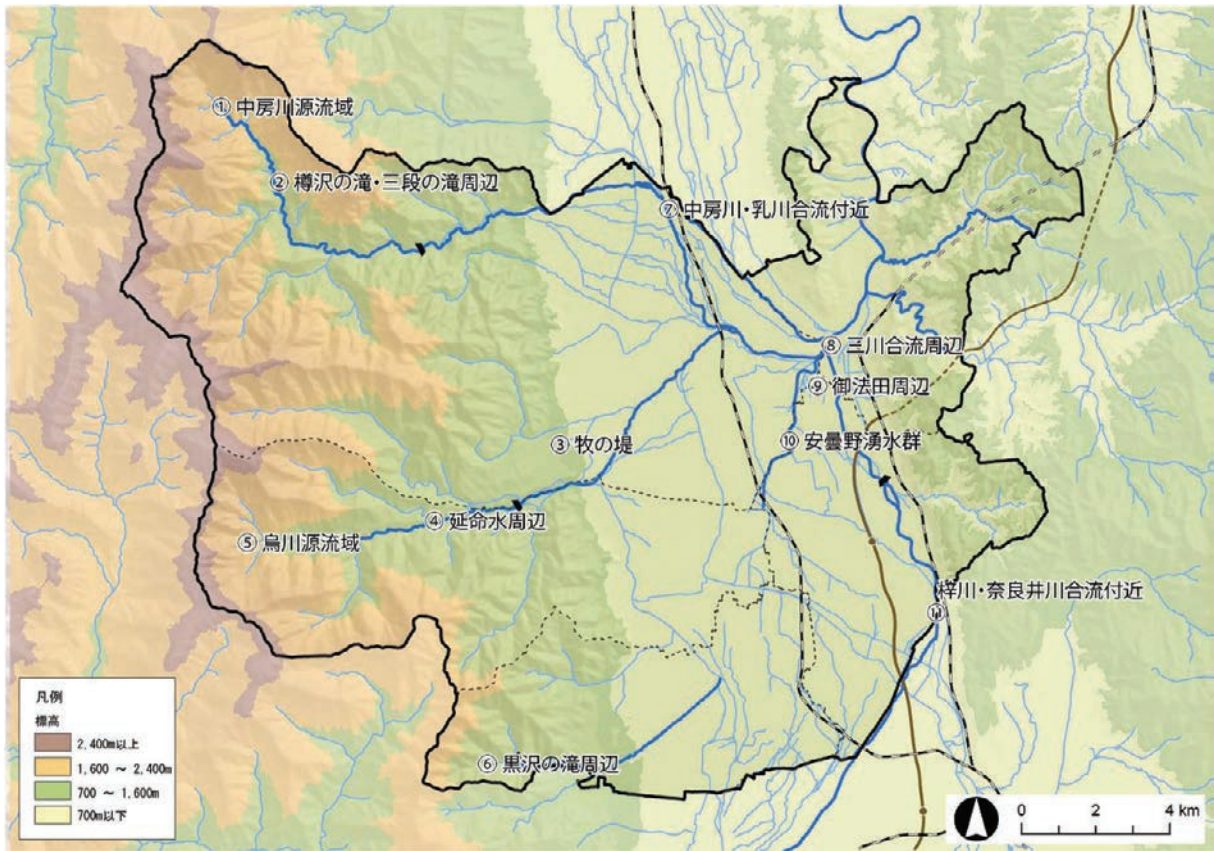 ① 中房川源流域
② 樽沢の滝・三段の滝周辺
⑦ 中房川・乳川合流付近
⑧ 三川合流周辺
⑨ 御法田周辺
③ 牧の堤
⑩ 安曇野湧水群
④ 延命水周辺
⑤ 烏川源流域
梓川・奈良井川合流付近
⑪
⑥ 黒沢の滝周辺
凡例
標高
2,400m以上
1,600 ～ 2,400m
700 ～ 1,600m
700m以下
0 2 4 km